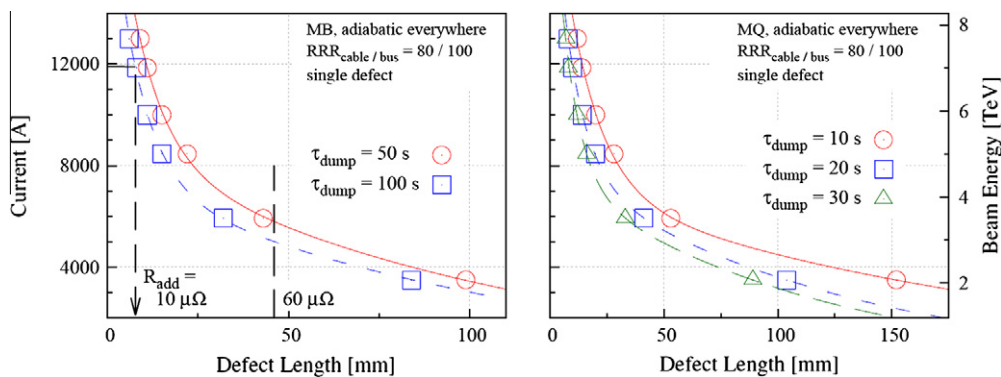 MB, adiabatic everywhere
RRRcable / bus = 80 / 100
single defect
τdump = 50 s
τdump = 100 s
Radd =
10 μΩ
60 μΩ
12000
8000
4000
Current [A]
0
50
100
Defect Length [mm]
MQ, adiabatic everywhere
RRRcable / bus = 80 / 100
single defect
τdump = 10 s
τdump = 20 s
τdump = 30 s
8
6
4
2
Beam Energy [TeV]
0
50
100
150
Defect Length [mm]